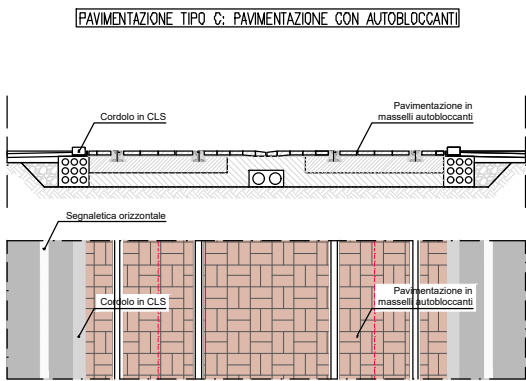 PAVIMENTAZIONE TIPO C: PAVIMENTAZIONE CON AUTOBLOCCANTI
Cordolo in CLS
Pavimentazione in
masselli autobloccanti
Segnaletica orizzontale
Cordolo in CLS
Pavimentazione in
masselli autobloccanti